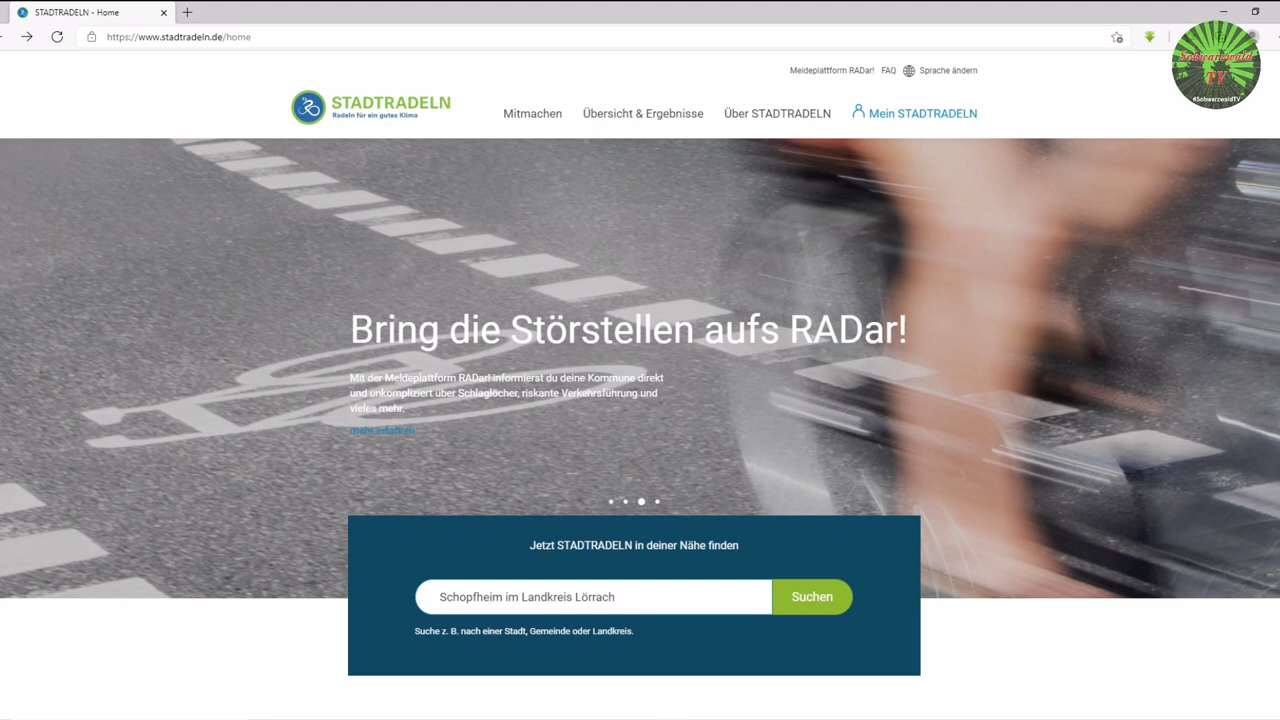 STADTRADELN - Home
https://www.stadtradeln.de/home
Schwarzwald
TV
#SchwarzwaldTV
Meldeplattform RADar! FAQ Sprache ändern
STADTRADELN
Radeln für ein gutes Klima
Mitmachen Übersicht & Ergebnisse Über STADTRADELN Mein STADTRADELN
Bring die Störstellen aufs RADar!
Mit der Meldeplattform RADar! informierst du deine Kommune direkt
und unkompliziert über Schlaglöcher, riskante Verkehrsführung und
vieles mehr.
mehr erfahren
Jetzt STADTRADELN in deiner Nähe finden
Schopfheim im Landkreis Lörrach Suchen
Suche z. B. nach einer Stadt, Gemeinde oder Landkreis.